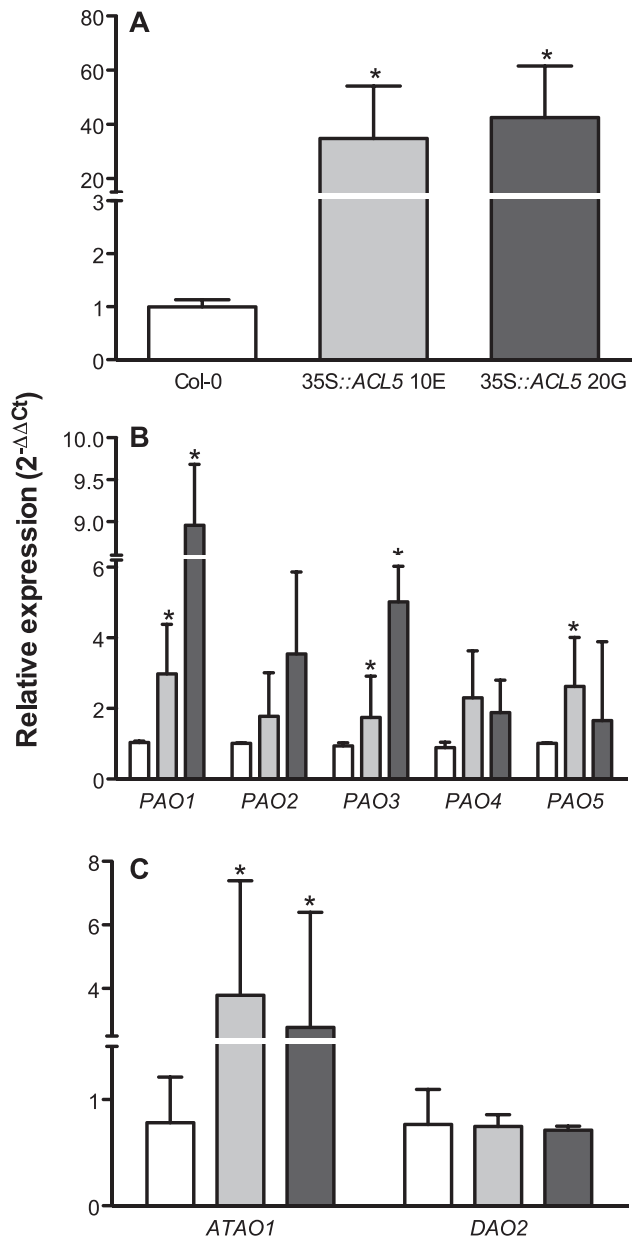 Relative expression (2-ΔΔCt)
A
80
60
40
20
3
2
1
0
* *
Col-0 35S::ACL5 10E 35S::ACL5 20G
B
10.0
9.5
9.0
6
4
2
0
* * * * *
PAO1 PAO2 PAO3 PAO4 PAO5
C
8
6
4
1
0
* *
ATAO1 DAO2